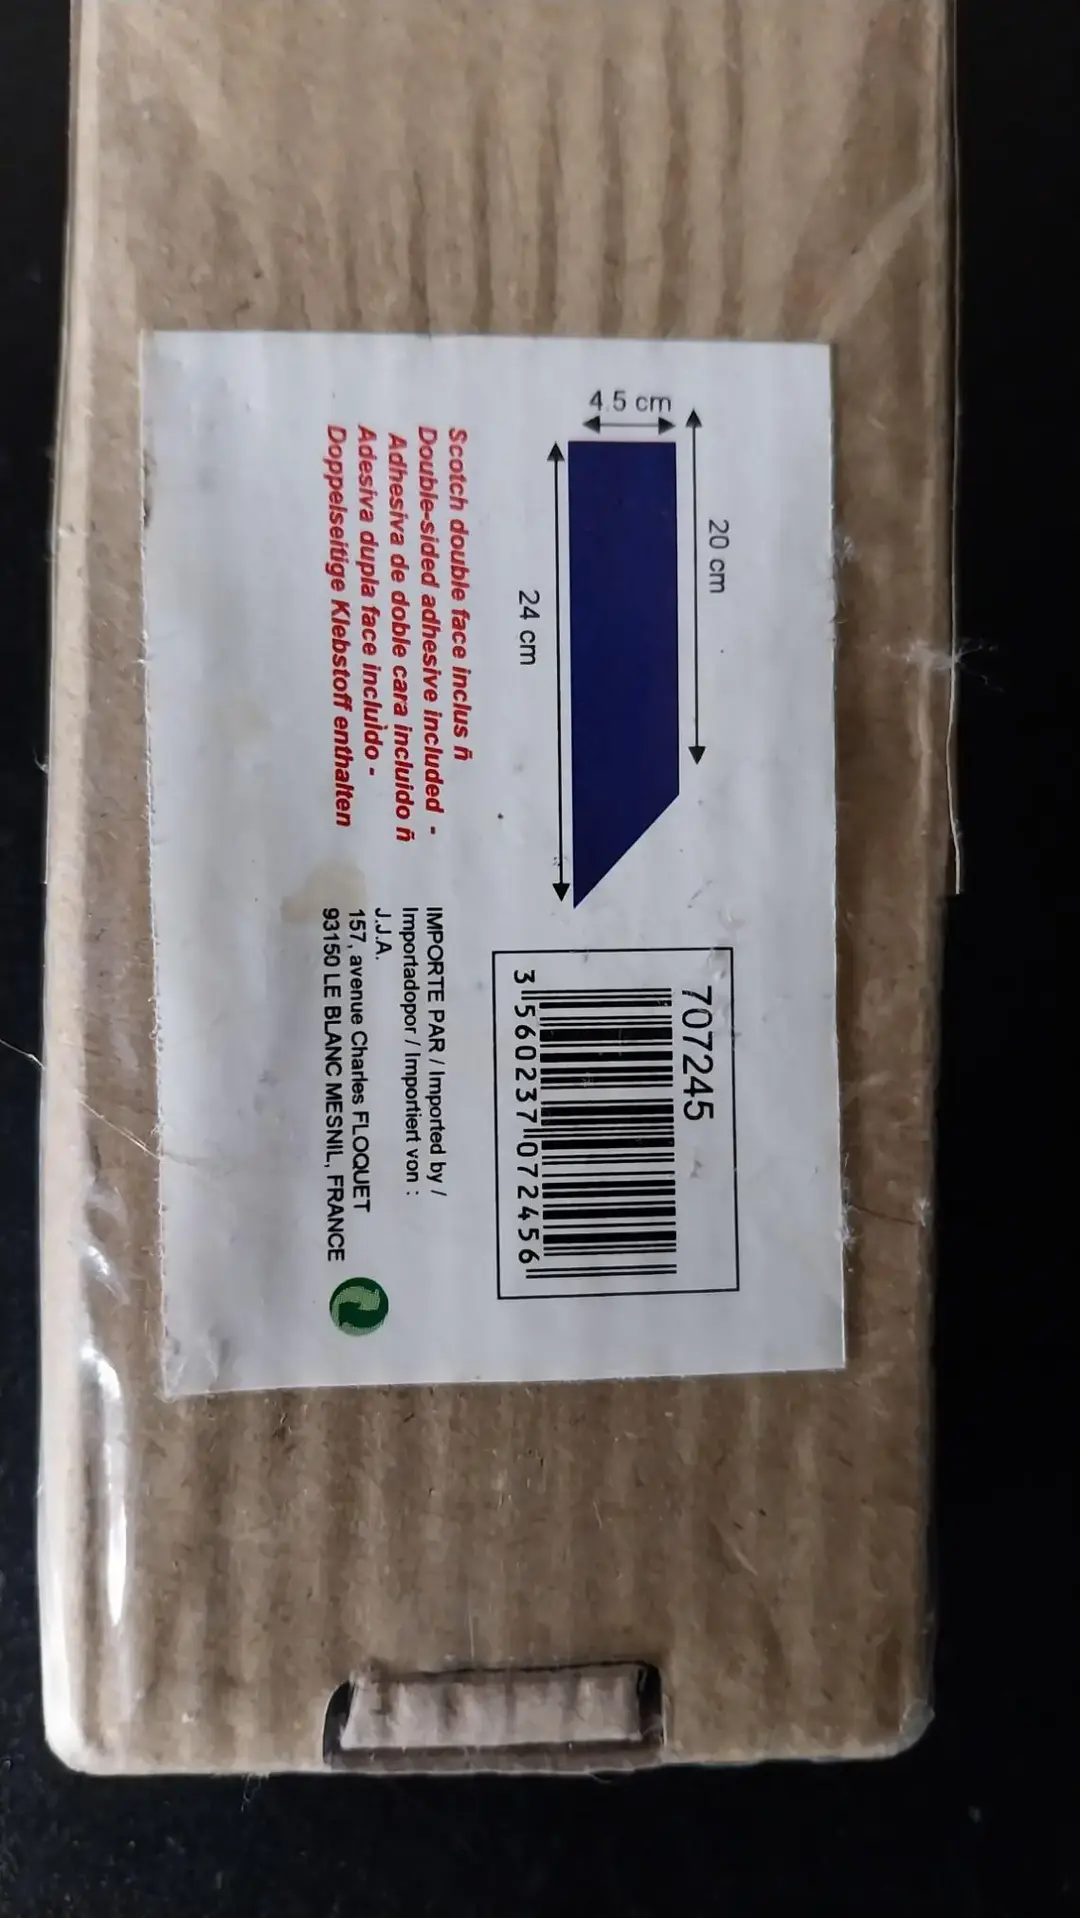 20 cm
4.5 cm
24 cm
Scotch double face inclus ñ
Double-sided adhesive included -
Adhesiva de doble cara incluido ñ
Adesiva dupla face incluìdo -
Doppelseitige Klebstoff enthalten
707245
3 560237 072456
IMPORTE PAR / Imported by /
Importadopor / Importiert von :
J.J.A.
157, avenue Charles FLOQUET
93150 LE BLANC MESNIL, FRANCE